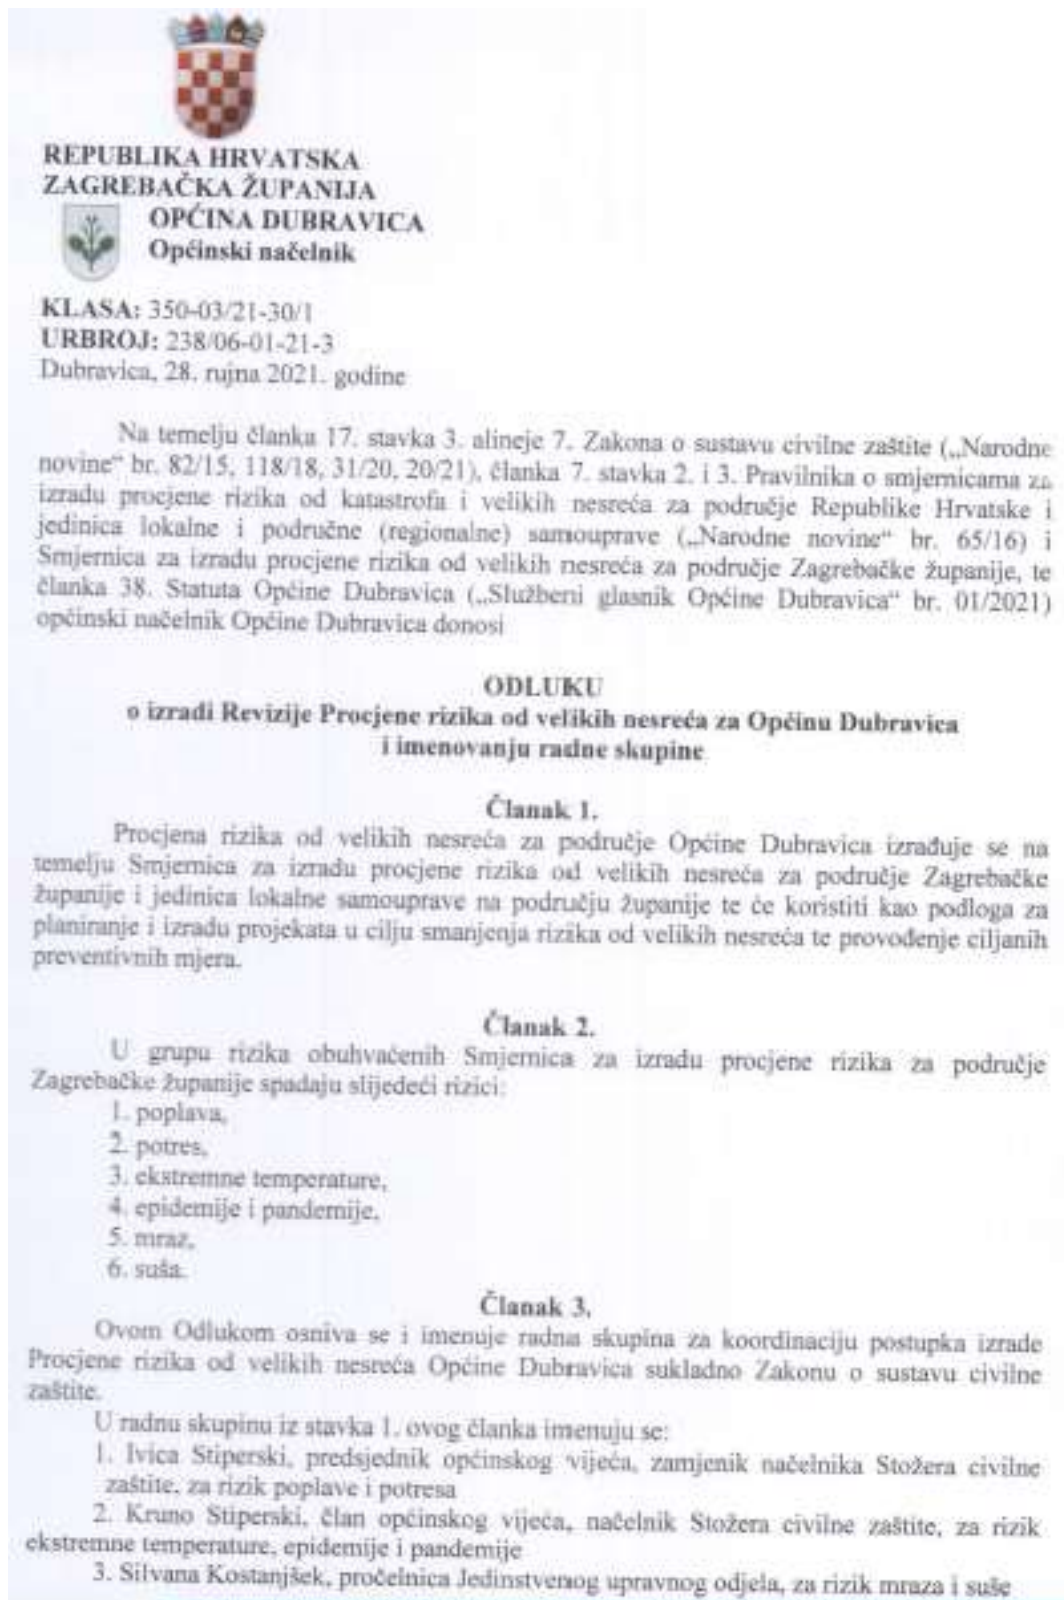 REPUBLIKA HRVATSKA
ZAGREBAČKA ŽUPANIJA
OPĆINA DUBRAVICA
Općinski načelnik
KLASA: 350-03/21-30/1
URBROJ: 238/06-01-21-3
Dubravica, 28. rujna 2021. godine
Na temelju članka 17. stavka 3. alineje 7. Zakona o sustavu civilne zaštite („Narodne
novine“ br. 82/15, 118/18, 31/20, 20/21), članka 7. stavka 2. i 3. Pravilnika o smjernicama za
izradu procjene rizika od katastrofa i velikih nesreća za područje Republike Hrvatske i
jedinica lokalne i područne (regionalne) samouprave („Narodne novine“ br. 65/16) i
Smjernica za izradu procjene rizika od velikih nesreća za područje Zagrebačke županije, te
članka 38. Statuta Općine Dubravica („Službeni glasnik Općine Dubravica“ br. 01/2021)
općinski načelnik Općine Dubravica donosi
ODLUKU
o izradi Revizije Procjene rizika od velikih nesreća za Općinu Dubravica
i imenovanju radne skupine
Članak 1.
Procjena rizika od velikih nesreća za područje Općine Dubravica izrađuje se na
temelju Smjernica za izradu procjene rizika od velikih nesreća za područje Zagrebačke
županije i jedinica lokalne samouprave na području županije te će koristiti kao podloga za
planiranje i izradu projekata u cilju smanjenja rizika od velikih nesreća te provođenje ciljanih
preventivnih mjera.
Članak 2.
U grupu rizika obuhvaćenih Smjernica za izradu procjene rizika za područje
Zagrebačke županije spadaju slijedeći rizici:
1. poplava,
2. potres,
3. ekstremne temperature,
4. epidemije i pandemije,
5. mraz,
6. suša.
Članak 3.
Ovom Odlukom osniva se i imenuje radna skupina za koordinaciju postupka izrade
Procjene rizika od velikih nesreća Općine Dubravica sukladno Zakonu o sustavu civilne
zaštite.
U radnu skupinu iz stavka 1. ovog članka imenuju se:
1. Ivica Stiperski, predsjednik općinskog vijeća, zamjenik načelnika Stožera civilne
zaštite, za rizik poplave i potresa
2. Kruno Stiperski, član općinskog vijeća, načelnik Stožera civilne zaštite, za rizik
ekstremne temperature, epidemije i pandemije
3. Silvana Kostanjšek, pročelnica Jedinstvenog upravnog odjela, za rizik mraza i suše